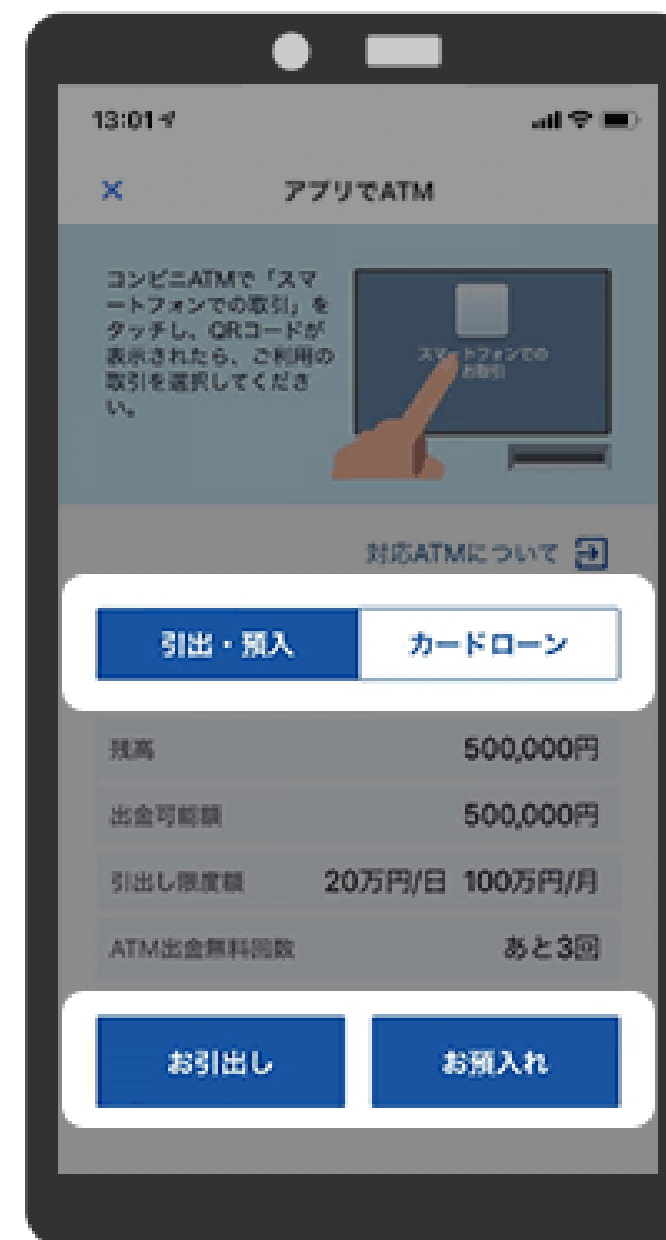 13:01
アプリでATM
コンビニATMで「スマ
ートフォンでの取引」を
タッチし、QRコードが
表示されたら、ご利用の
取引を選択してくださ
い。
スマートフォンでの
お取引
対応ATMについて
引出・預入 カードローン
残高 500,000円
出金可能額 500,000円
引出し限度額 20万円/日 100万円/月
ATM出金無料回数 あと3回
お引出し お預入れ